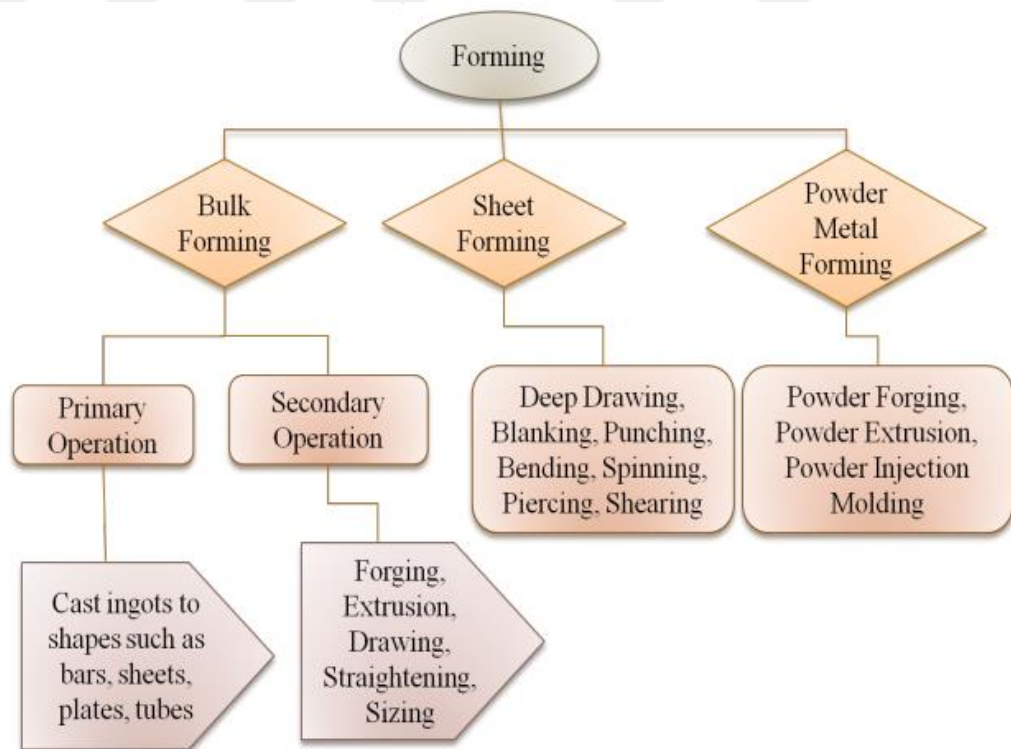 Forming
Bulk
Forming
Sheet
Forming
Powder
Metal
Forming
Primary
Operation
Secondary
Operation
Deep Drawing,
Blanking, Punching,
Bending, Spinning,
Piercing, Shearing
Powder Forging,
Powder Extrusion,
Powder Injection
Molding
Cast ingots to
shapes such as
bars, sheets,
plates, tubes
Forging,
Extrusion,
Drawing,
Straightening,
Sizing